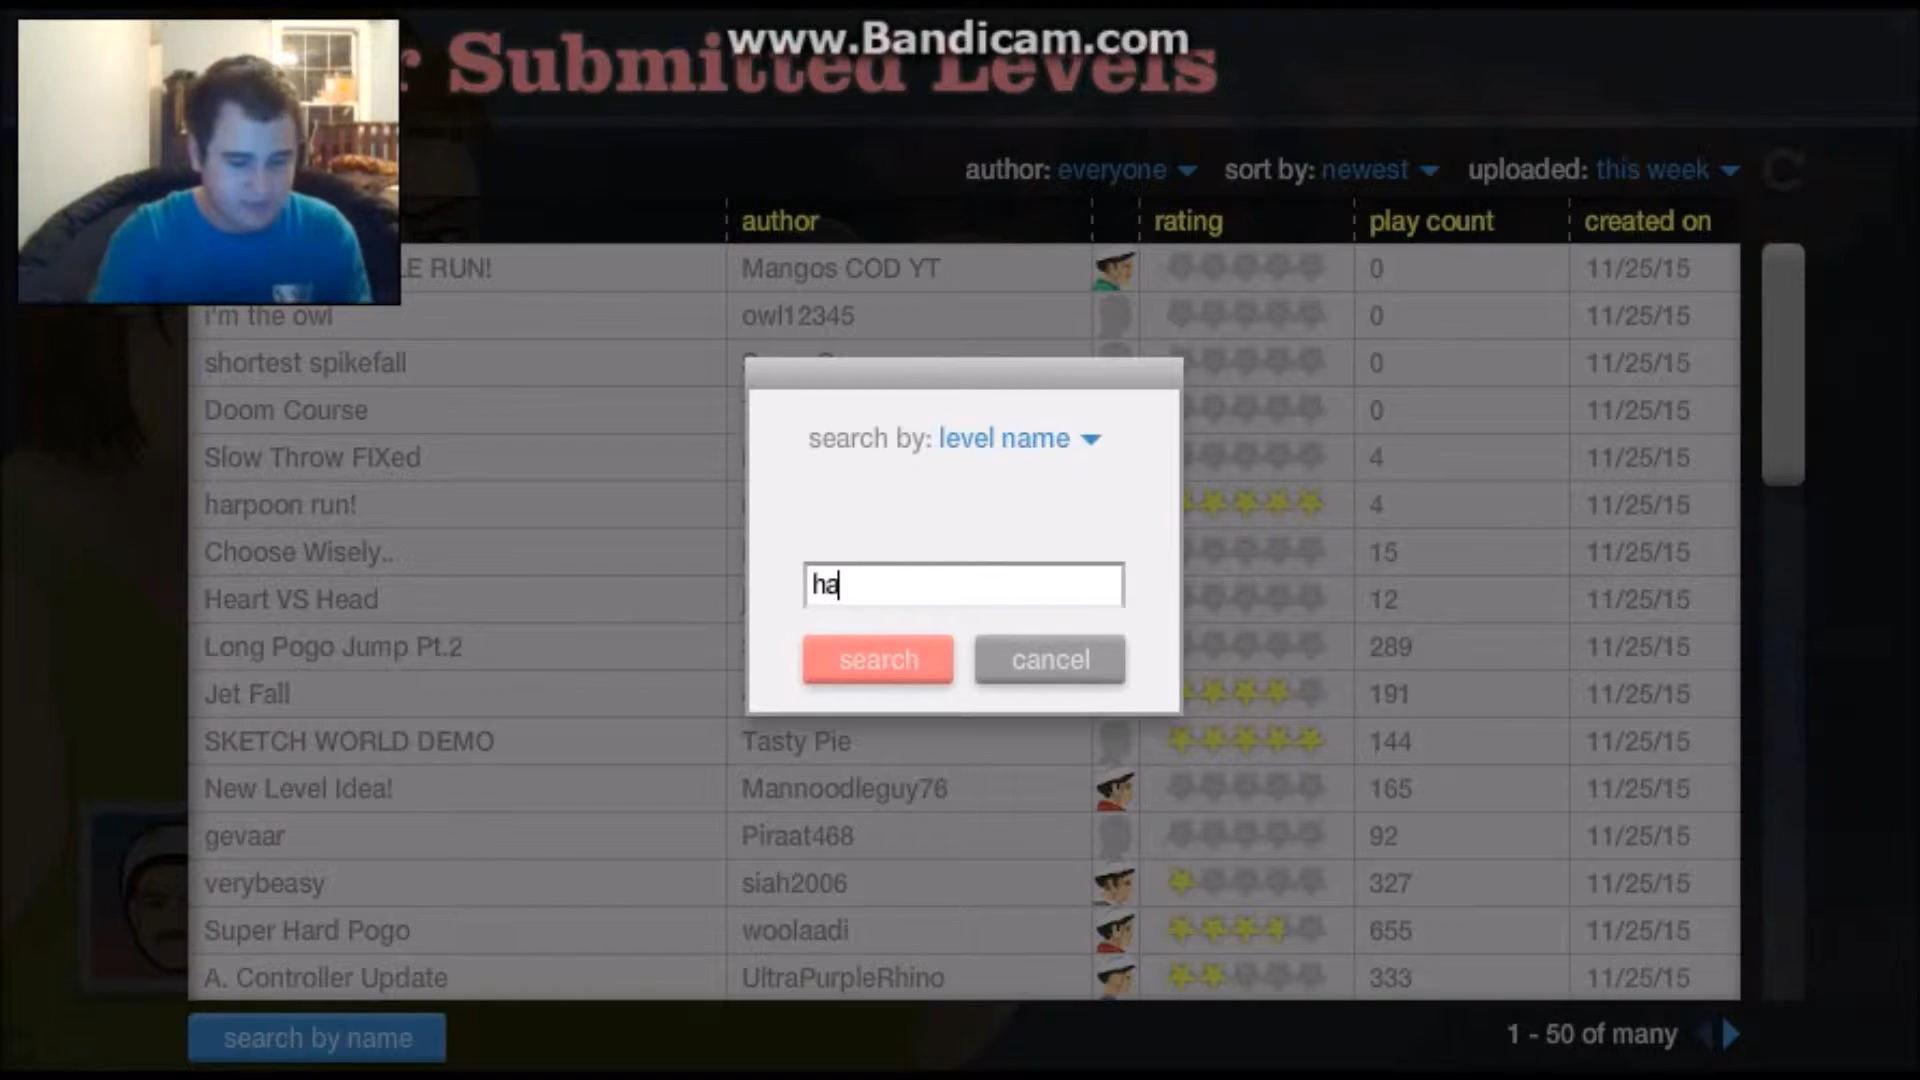 www.Bandicam.com
r Submitted Levels
author: everyone sort by: newest uploaded: this week
author rating play count created on
LE RUN! Mangos COD YT 0 11/25/15
i'm the owl owl12345 0 11/25/15
shortest spikefall 0 11/25/15
Doom Course 0 11/25/15
Slow Throw FIXed 4 11/25/15
harpoon run! 4 11/25/15
Choose Wisely.. 15 11/25/15
Heart VS Head 12 11/25/15
Long Pogo Jump Pt.2 289 11/25/15
Jet Fall 191 11/25/15
SKETCH WORLD DEMO Tasty Pie 144 11/25/15
New Level Idea! Mannoodleguy76 165 11/25/15
gevaar Piraat468 92 11/25/15
verybeasy siah2006 327 11/25/15
Super Hard Pogo woolaadi 655 11/25/15
A. Controller Update UltraPurpleRhino 333 11/25/15
search by: level name
ha
search cancel
search by name 1 - 50 of many